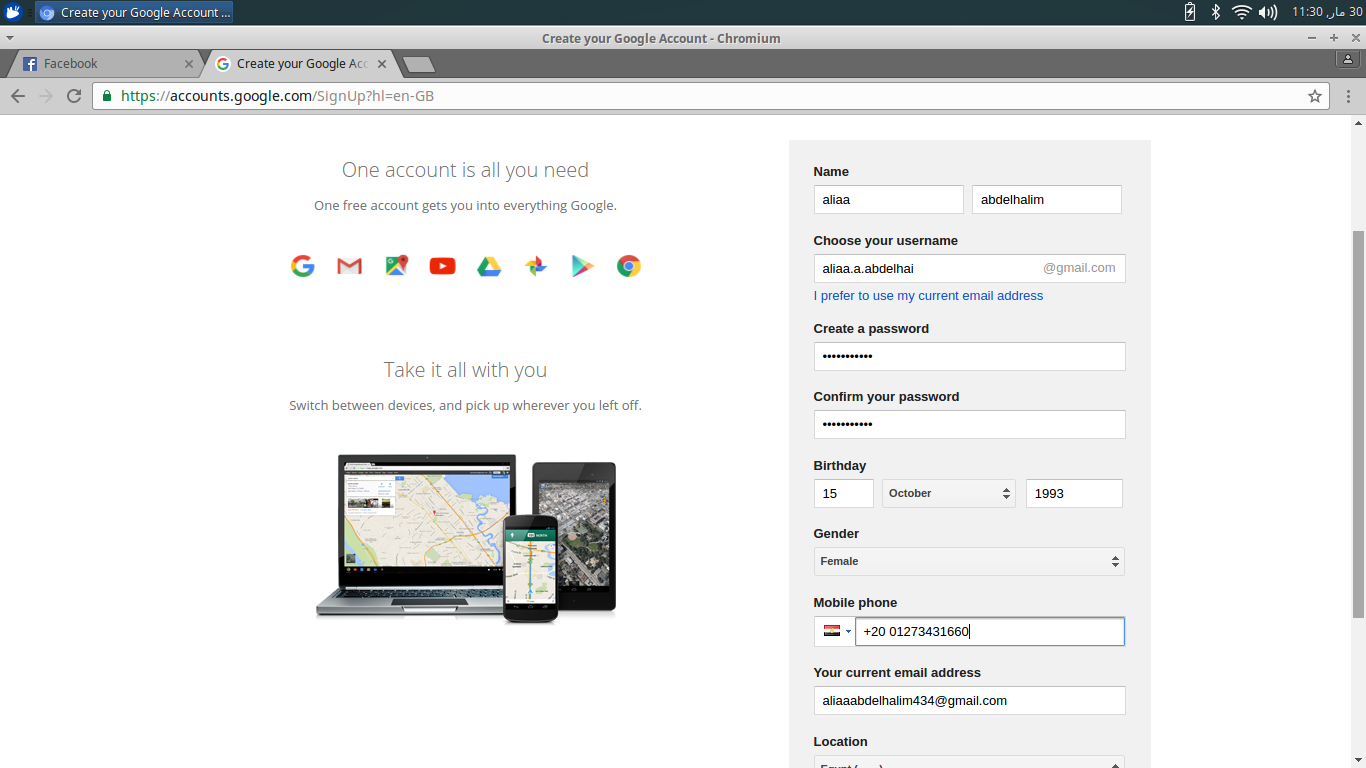 Create your Google Account ...
30 مار, 11:30
Create your Google Account - Chromium
Facebook
Create your Google Acc
https://accounts.google.com/SignUp?hl=en-GB
One account is all you need
One free account gets you into everything Google.
Take it all with you
Switch between devices, and pick up wherever you left off.
Name
aliaa abdelhalim
Choose your username
aliaa.a.abdelhai @gmail.com
I prefer to use my current email address
Create a password
•••••••••••
Confirm your password
•••••••••••
Birthday
15 October 1993
Gender
Female
Mobile phone
+20 01273431660
Your current email address
aliaaabdelhalim434@gmail.com
Location